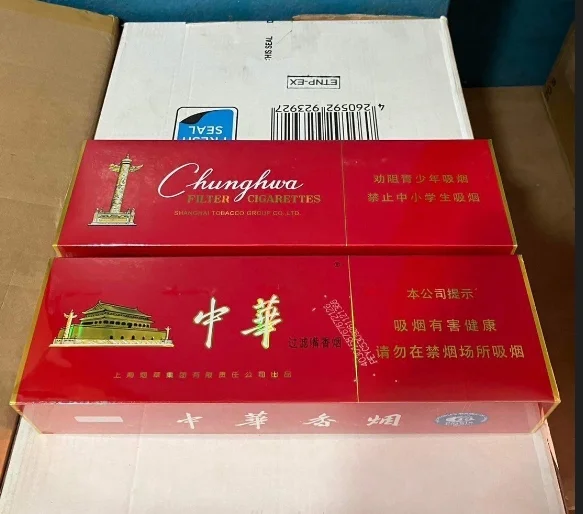 THIS SEAL
ETNP-EX
4 260592 923927
FRESH
SEAL
Chunghwa
FILTER CIGARETTES
SHANGHAI TOBACCO GROUP CO.,LTD.
劝阻青少年吸烟
禁止中小学生吸烟
中華
过滤嘴香烟
上海烟草集团有限责任公司出品
本公司提示
吸烟有害健康
请勿在禁烟场所吸烟
中華香烟